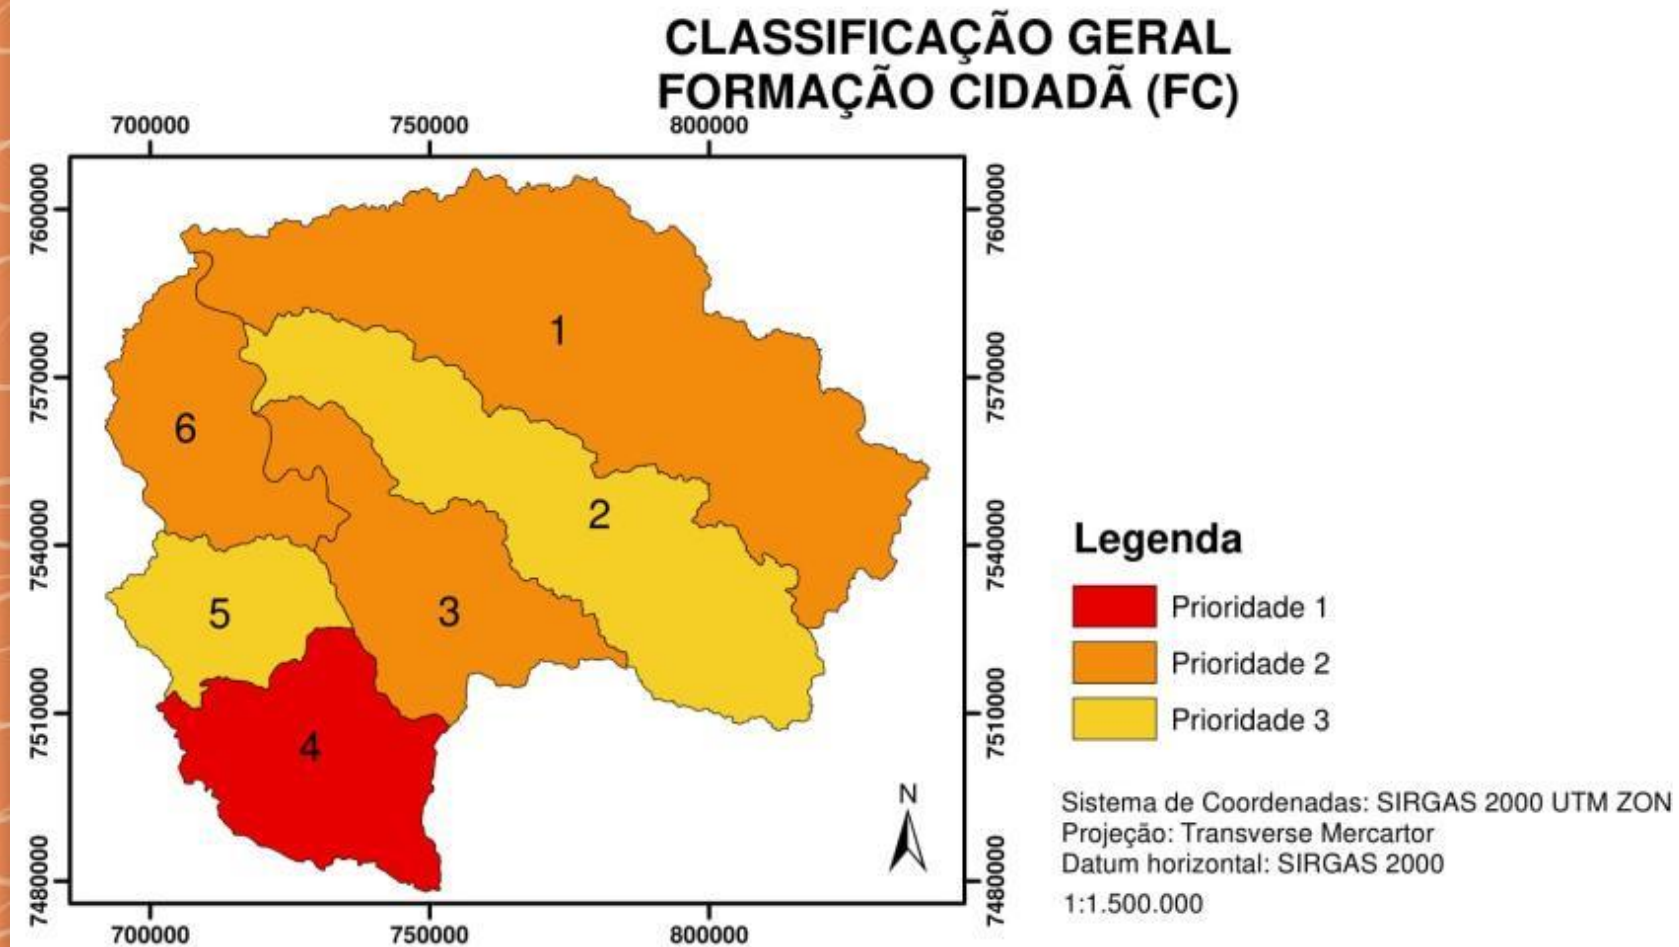 CLASSIFICAÇÃO GERAL
FORMAÇÃO CIDADÃ (FC)
700000 750000 800000
7600000 7600000
1
7570000 7570000
6
2
7540000 7540000
Legenda
5 3
Prioridade 1
Prioridade 2
7510000 7510000
Prioridade 3
4
N
Sistema de Coordenadas: SIRGAS 2000 UTM ZON
Projeção: Transverse Mercartor
Datum horizontal: SIRGAS 2000
7480000 7480000
1:1.500.000
700000 750000 800000